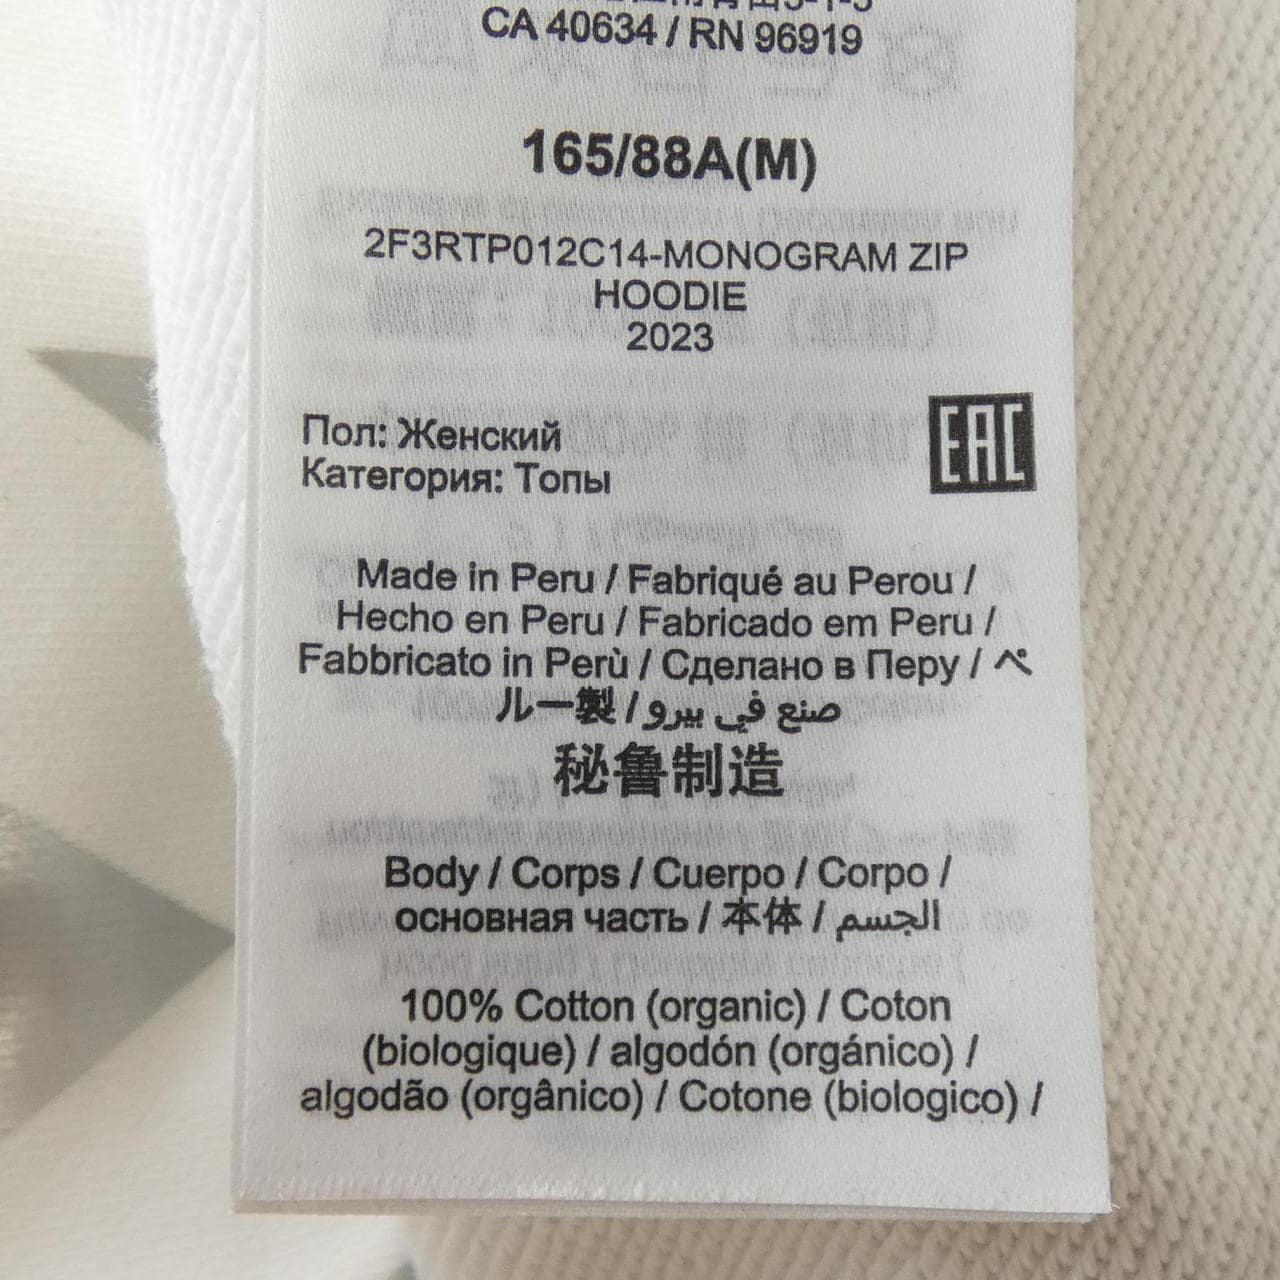 CA 40634 / RN 96919
165/88A(M)
2F3RTP012C14-MONOGRAM ZIP
HOODIE
2023
Пол: Женский
Категория: Топы
EAC
Made in Peru / Fabriqué au Perou /
Hecho en Peru / Fabricado em Peru /
Fabbricato in Perù / Сделано в Перу / ペ
ルー製 / صنع في بيرو
秘鲁制造
Body / Corps / Cuerpo / Corpo /
основная часть / 本体 / الجسم
100% Cotton (organic) / Coton
(biologique) / algodón (orgánico) /
algodão (orgânico) / Cotone (biologico) /